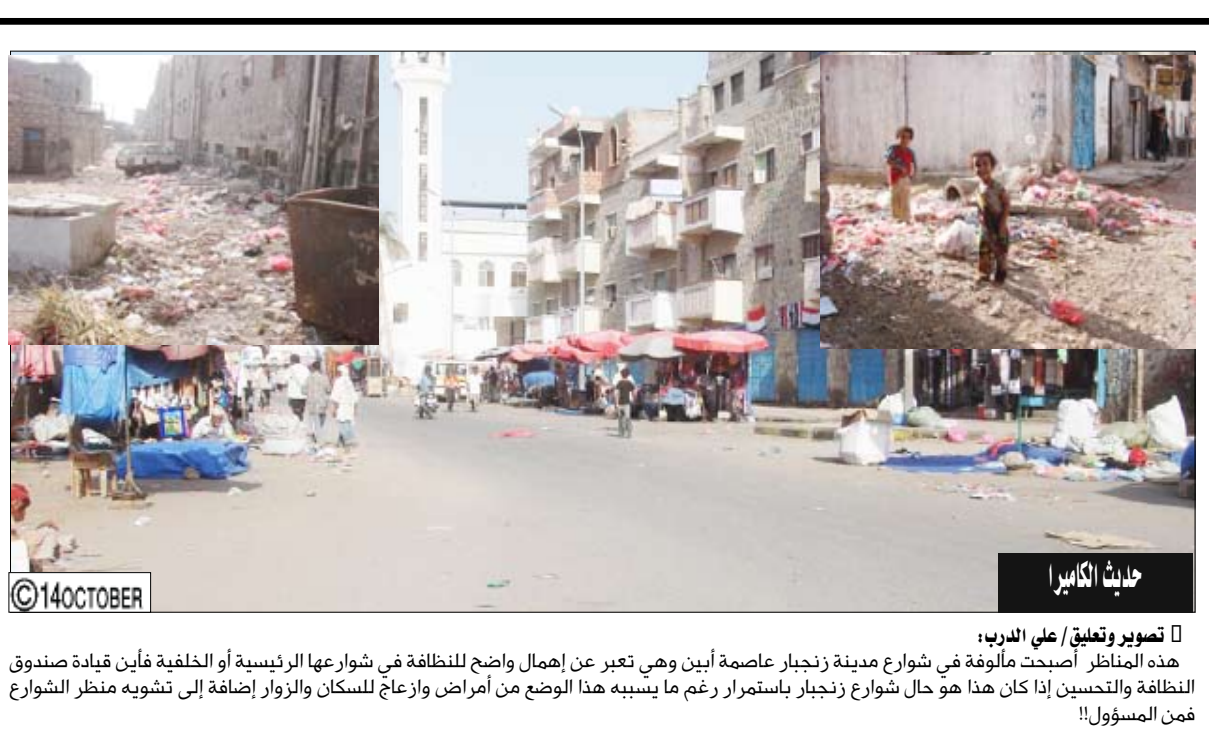 حديث الكاميرا
©14OCTOBER
تصوير وتعليق/ علي الدرب:
هذه المناظر أصبحت مألوفة في شوارع مدينة زنجبار عاصمة أبين وهي تعبر عن إهمال واضح للنظافة في شوارعها الرئيسية أو الخلفية فأين قيادة صندوق
النظافة والتحسين إذا كان هذا هو حال شوارع زنجبار باستمرار رغم ما يسببه هذا الوضع من أمراض وازعاج للسكان والزوار إضافة إلى تشويه منظر الشوارع
فمن المسؤول!!